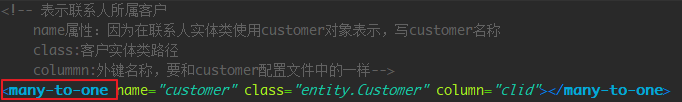 <!-- 表示联系人所属客户
name属性：因为在联系人实体类使用customer对象表示，写customer名称
class:客户实体类路径
colummn:外键名称，要和customer配置文件中的一样-->
<many-to-one name="customer" class="entity.Customer" column="clid"></many-to-one>